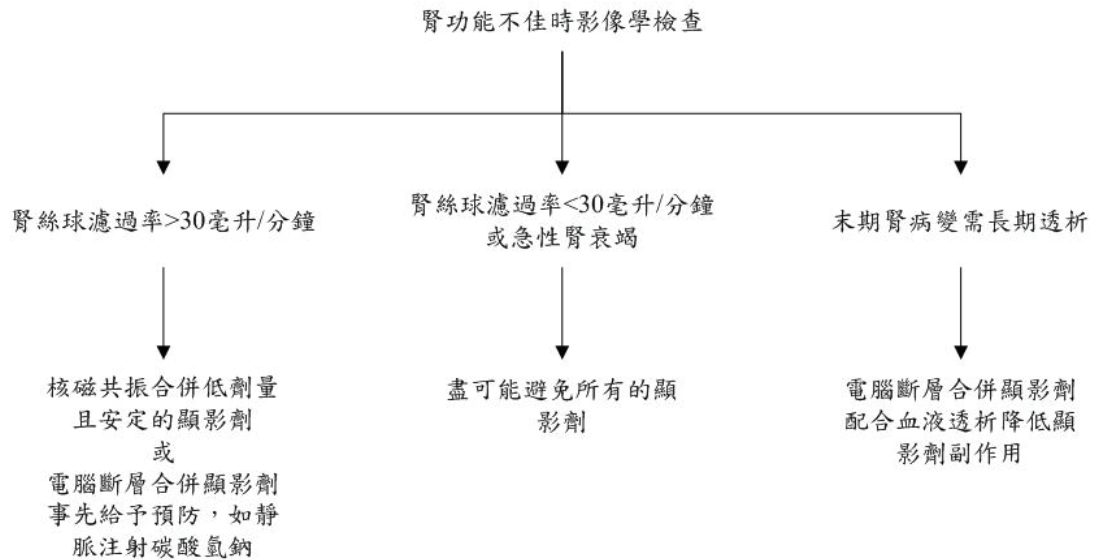 腎功能不佳時影像學檢查
腎絲球濾過率>30毫升/分鐘
腎絲球濾過率<30毫升/分鐘
或急性腎衰竭
末期腎病變需長期透析
核磁共振合併低劑量
且安定的顯影劑
或
電腦斷層合併顯影劑
事先給予預防，如靜
脈注射碳酸氫鈉
盡可能避免所有的顯
影劑
電腦斷層合併顯影劑
配合血液透析降低顯
影劑副作用